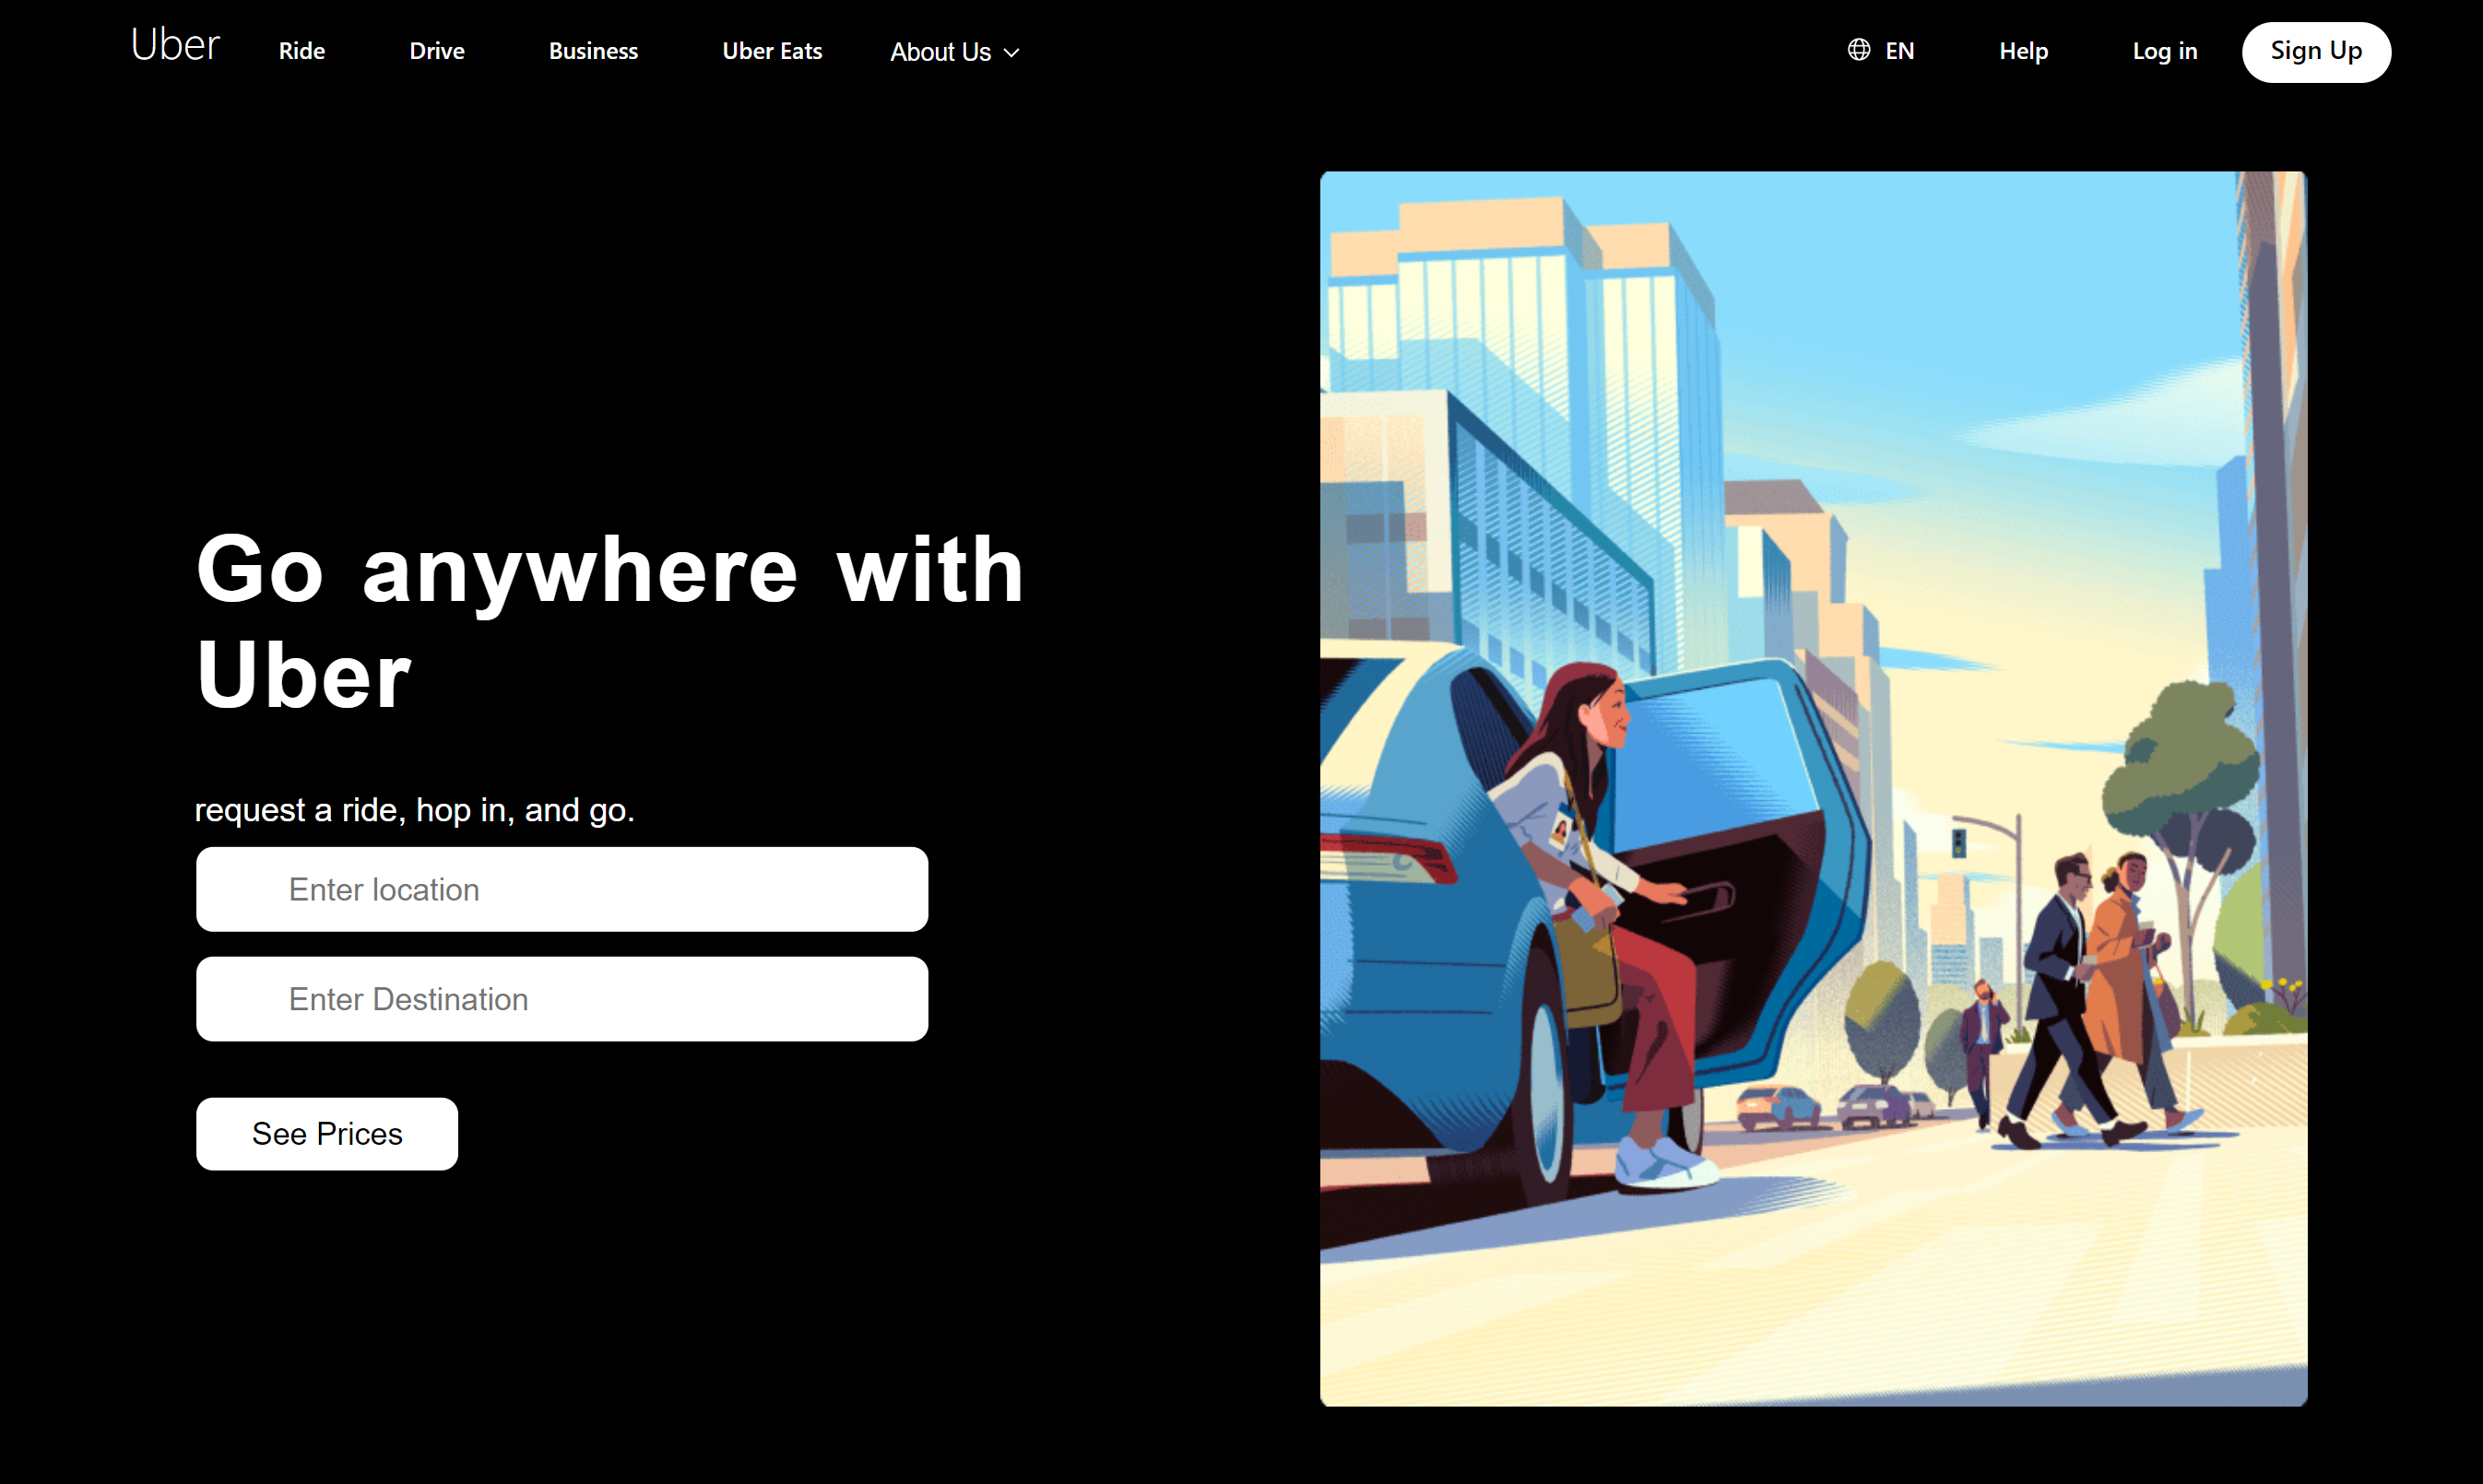 Uber Ride Drive Business Uber Eats About Us EN Help Log in Sign Up
Go anywhere with
Uber
request a ride, hop in, and go.
Enter location
Enter Destination
See Prices